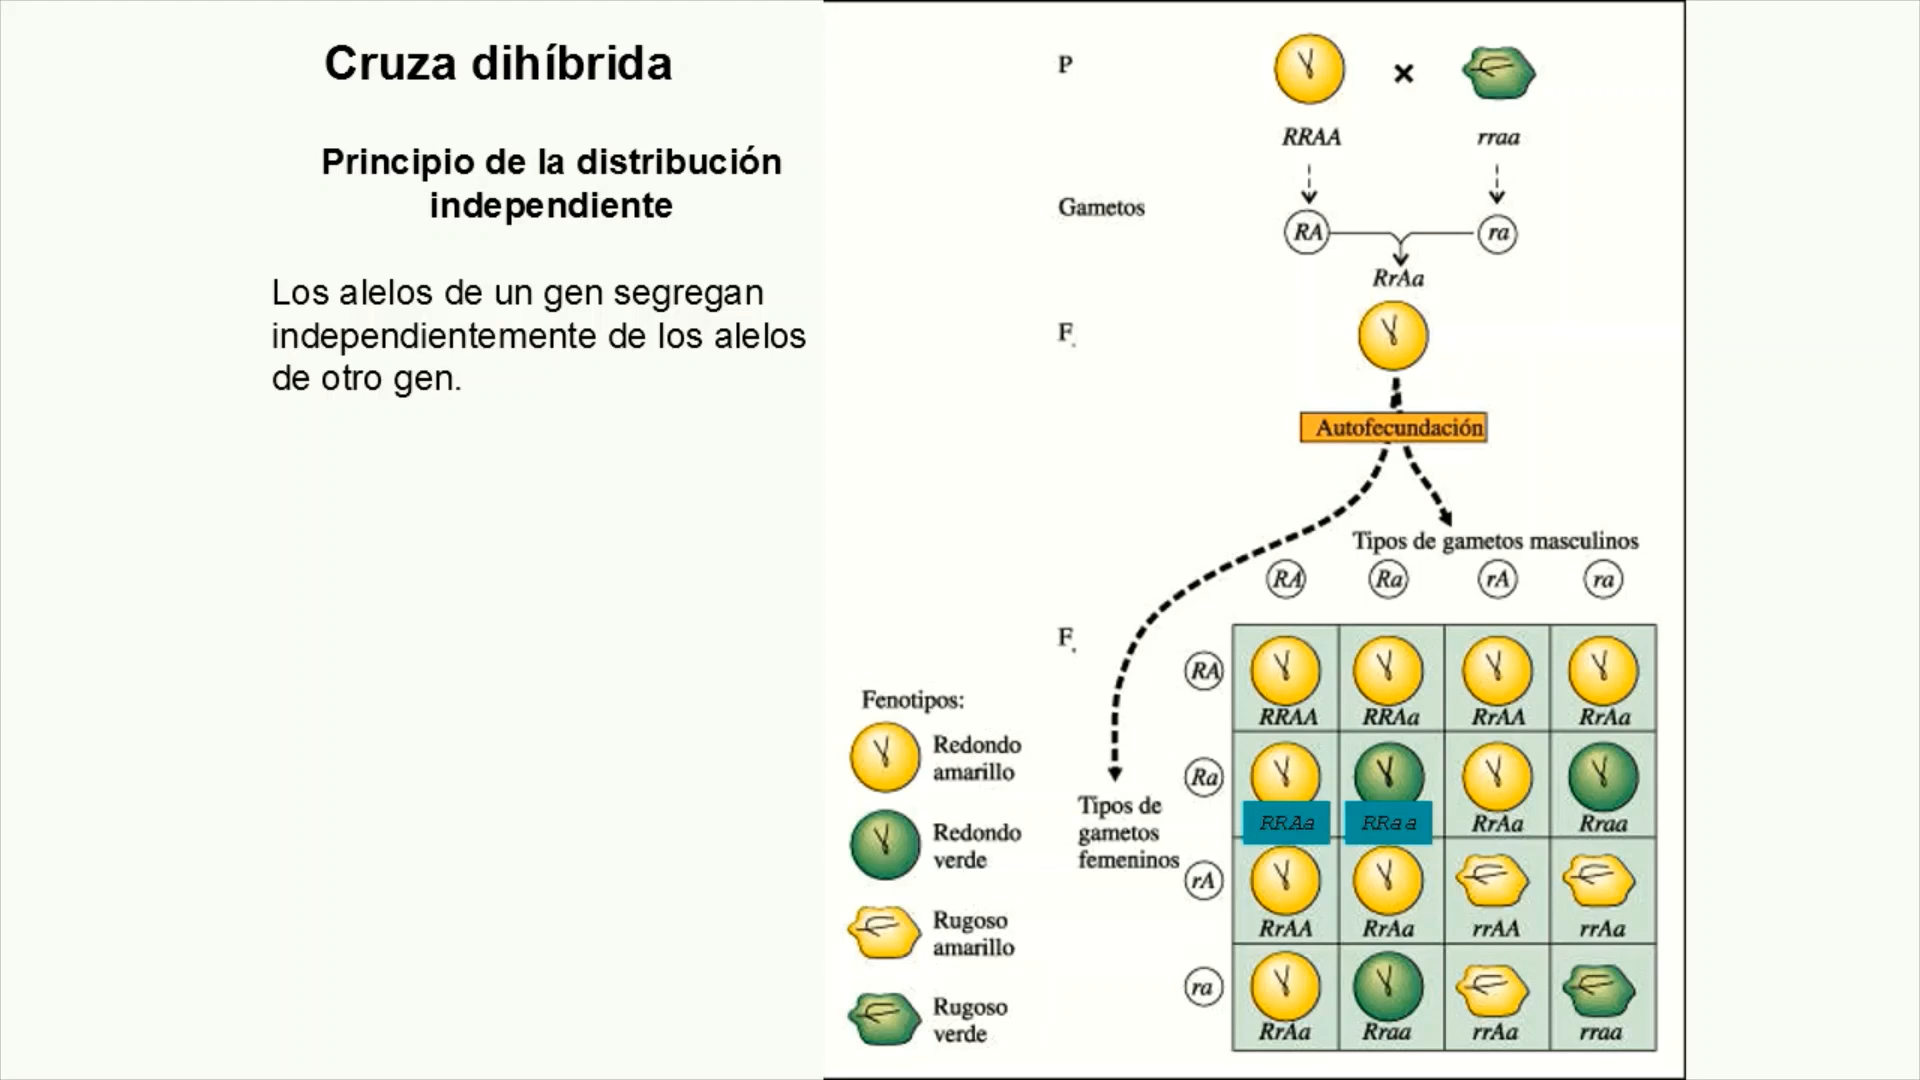 Cruza dihíbrida
Principio de la distribución
independiente
Los alelos de un gen segregan
independientemente de los alelos
de otro gen.
P
×
RRAA
rraa
Gametos
RA
ra
RrAa
F
Autofecundación
Tipos de gametos masculinos
RA Ra rA ra
F
RA
RRAA RRAa RrAA RrAa
Ra
RRAa RRaa RrAa Rraa
rA
RrAA RrAa rrAA rrAa
ra
RrAa Rraa rrAa rraa
Tipos de
gametos
femeninos
Fenotipos:
Redondo
amarillo
Redondo
verde
Rugoso
amarillo
Rugoso
verde